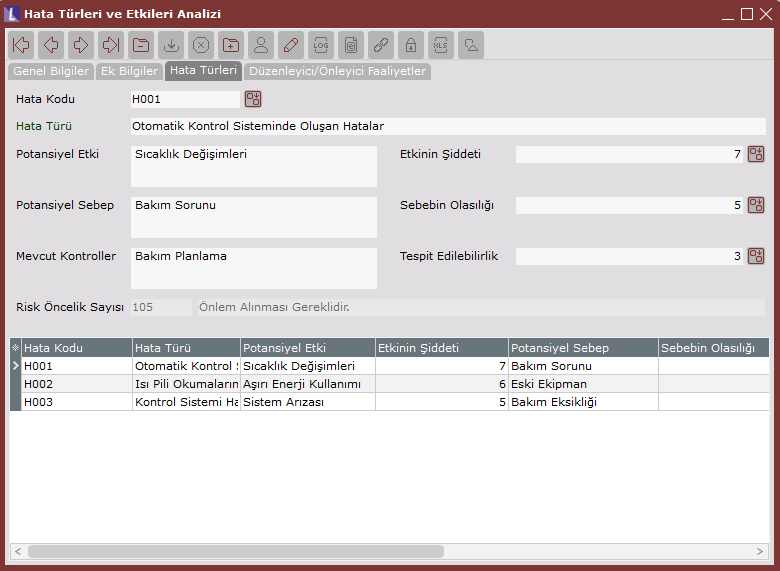 Hata Türleri ve Etkileri Analizi
LOG XLS
Genel Bilgiler Ek Bilgiler Hata Türleri Düzenleyici/Önleyici Faaliyetler
Hata Kodu H001
Hata Türü Otomatik Kontrol Sisteminde Oluşan Hatalar
Potansiyel Etki Sıcaklık Değişimleri Etkinin Şiddeti 7
Potansiyel Sebep Bakım Sorunu Sebebin Olasılığı 5
Mevcut Kontroller Bakım Planlama Tespit Edilebilirlik 3
Risk Öncelik Sayısı 105 Önlem Alınması Gereklidir.
Hata Kodu Hata Türü Potansiyel Etki Etkinin Şiddeti Potansiyel Sebep Sebebin Olasılığı
H001 Otomatik Kontrol Sıcaklık Değişimleri 7 Bakım Sorunu
H002 Isı Pili Okumaların Aşırı Enerji Kullanımı 6 Eski Ekipman
H003 Kontrol Sistemi Ha Sistem Arızası 5 Bakım Eksikliği